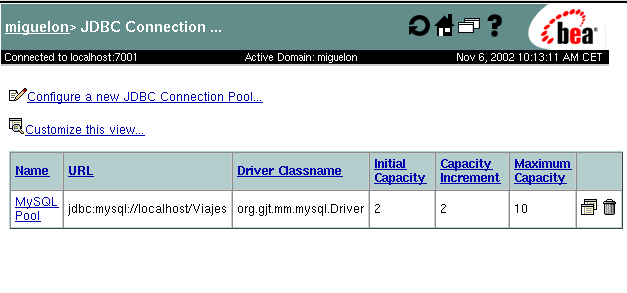 miguelon> JDBC Connection ...
?
bea
Connected to localhost:7001 Active Domain: miguelon Nov 6, 2002 10:13:11 AM CET
Configure a new JDBC Connection Pool...
Customize this view...
Name URL Driver Classname Initial Capacity Capacity Increment Maximum Capacity
MySQL Pool jdbc:mysql://localhost/Viajes org.gjt.mm.mysql.Driver 2 2 10